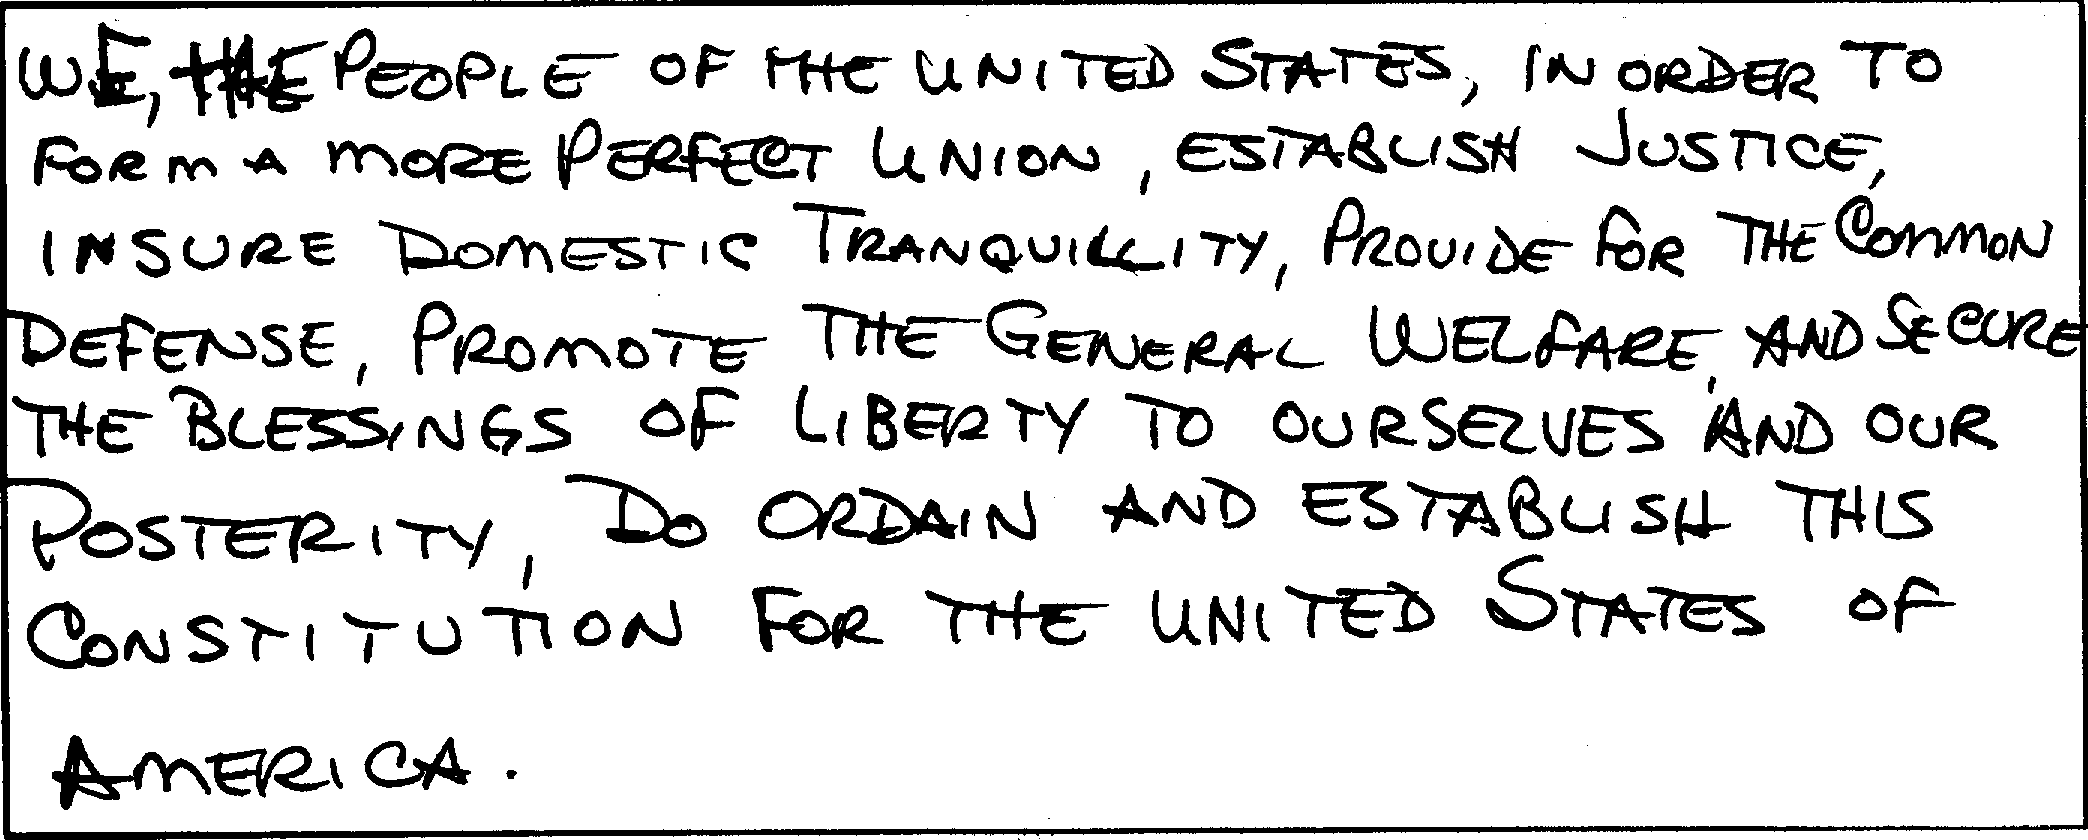 WE, THE PEOPLE OF THE UNITED STATES, IN ORDER TO
FORM A MORE PERFECT UNION, ESTABLISH JUSTICE,
INSURE DOMESTIC TRANQUILLITY, PROVIDE FOR THE COMMON
DEFENSE, PROMOTE THE GENERAL WELFARE, AND SECURE
THE BLESSINGS OF LIBERTY TO OURSELVES AND OUR
POSTERITY, DO ORDAIN AND ESTABLISH THIS
CONSTITUTION FOR THE UNITED STATES OF
AMERICA.